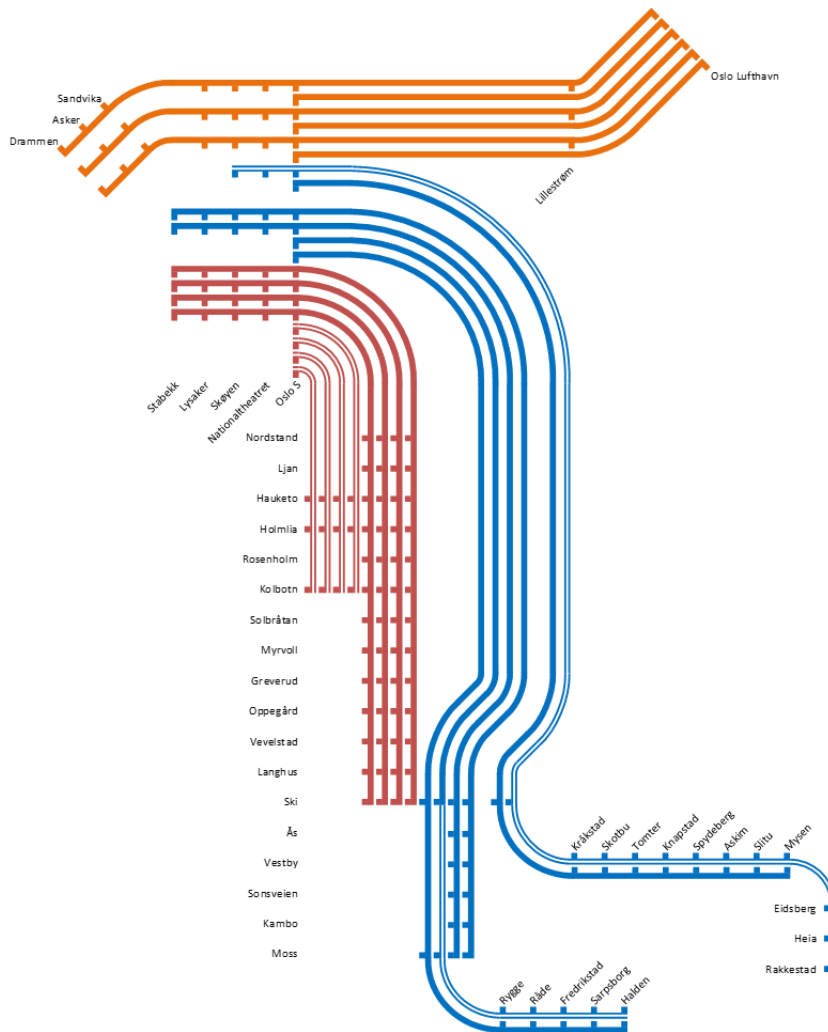 Oslo Lufthavn
Sandvika
Asker
Drammen
Lillestrøm
Stabekk
Lysaker
Skøyen
Nationaltheatret
Oslo S
Nordstand
Ljan
Hauketo
Holmlia
Rosenholm
Kolbotn
Solbråtan
Myrvoll
Greverud
Oppegård
Vevelstad
Langhus
Ski
Ås
Vestby
Sonsveien
Kambo
Moss
Kråkstad
Skotbu
Tomter
Knapstad
Spydeberg
Askim
Slitu
Mysen
Eidsberg
Heia
Rakkestad
Rygge
Råde
Fredrikstad
Sarpsborg
Halden